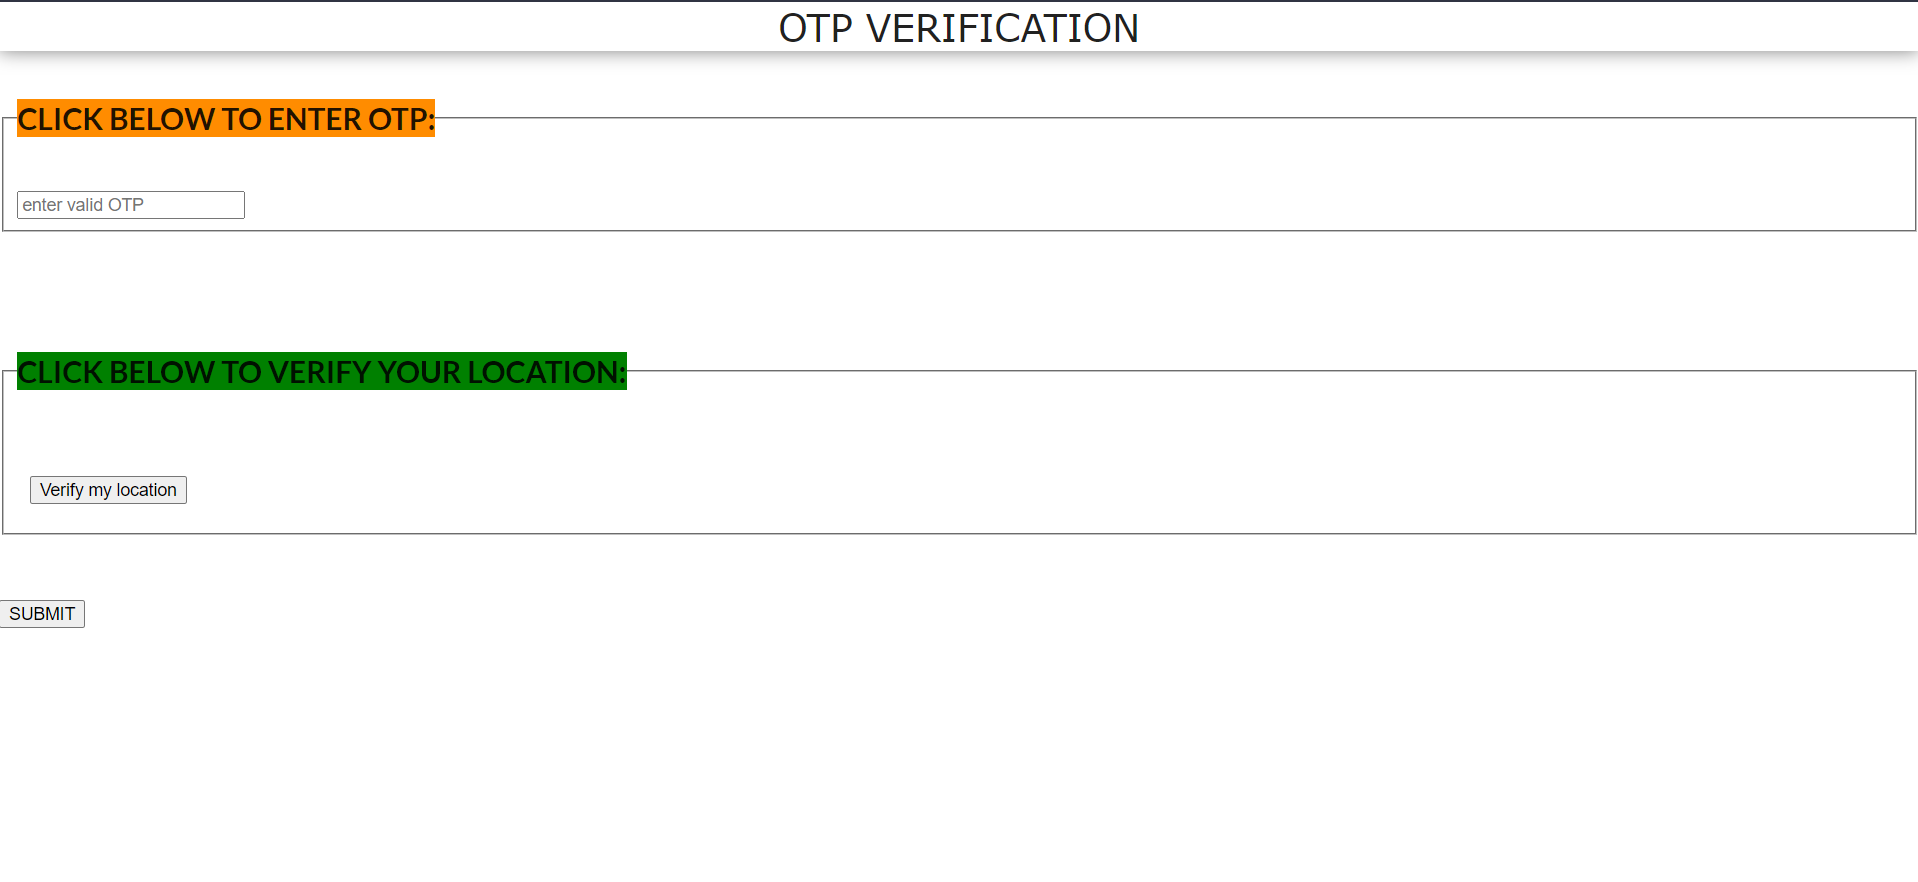 OTP VERIFICATION
CLICK BELOW TO ENTER OTP:
enter valid OTP
CLICK BELOW TO VERIFY YOUR LOCATION:
Verify my location
SUBMIT